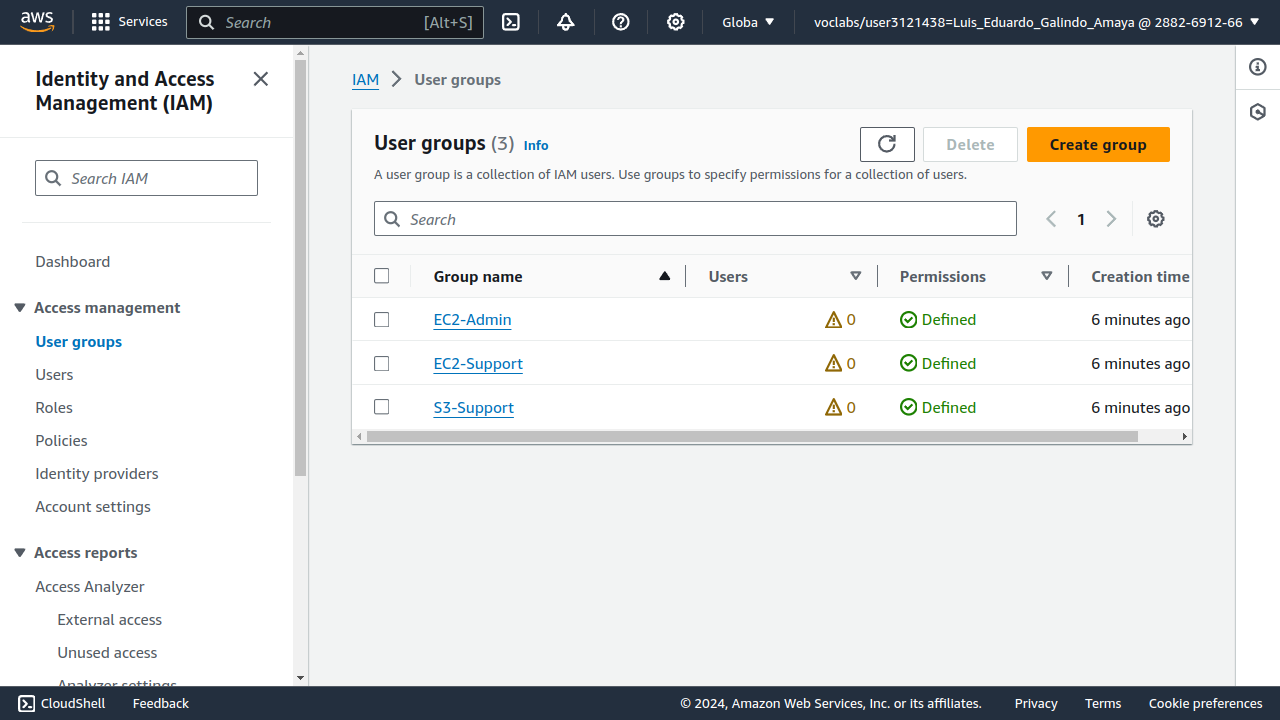 aws
Services
Search [Alt+S]
Globa
voclabs/user3121438=Luis_Eduardo_Galindo_Amaya @ 2882-6912-66
Identity and Access
Management (IAM)
Search IAM
Dashboard
Access management
User groups
Users
Roles
Policies
Identity providers
Account settings
Access reports
Access Analyzer
External access
Unused access
Analyzer settings
IAM > User groups
User groups (3) Info
Delete
Create group
A user group is a collection of IAM users. Use groups to specify permissions for a collection of users.
Search
1
Group name Users Permissions Creation time
EC2-Admin 0 Defined 6 minutes ago
EC2-Support 0 Defined 6 minutes ago
S3-Support 0 Defined 6 minutes ago
CloudShell Feedback © 2024, Amazon Web Services, Inc. or its affiliates. Privacy Terms Cookie preferences